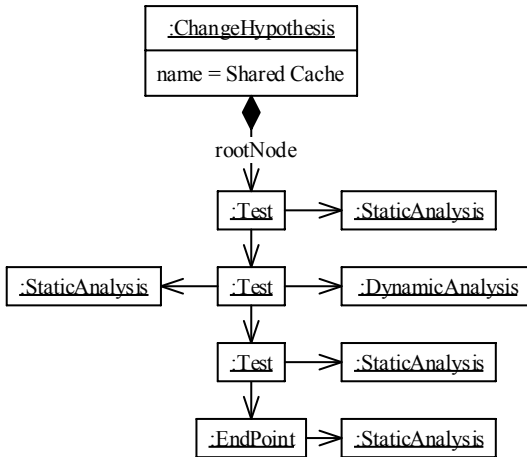 :ChangeHypothesis
name = Shared Cache
rootNode
:Test
:StaticAnalysis
:StaticAnalysis
:Test
:DynamicAnalysis
:Test
:StaticAnalysis
:EndPoint
:StaticAnalysis